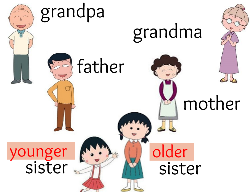 grandpa
grandma
father
mother
younger
sister
older
sister